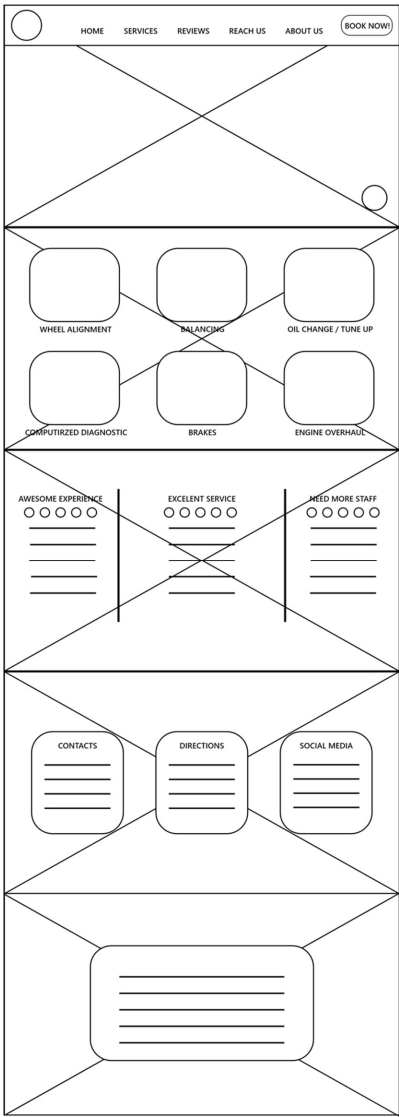 HOME SERVICES REVIEWS REACH US ABOUT US BOOK NOW!
WHEEL ALIGNMENT BALANCING OIL CHANGE / TUNE UP
COMPUTIRZED DIAGNOSTIC BRAKES ENGINE OVERHAUL
AWESOME EXPERIENCE EXCELENT SERVICE NEED MORE STAFF
CONTACTS DIRECTIONS SOCIAL MEDIA